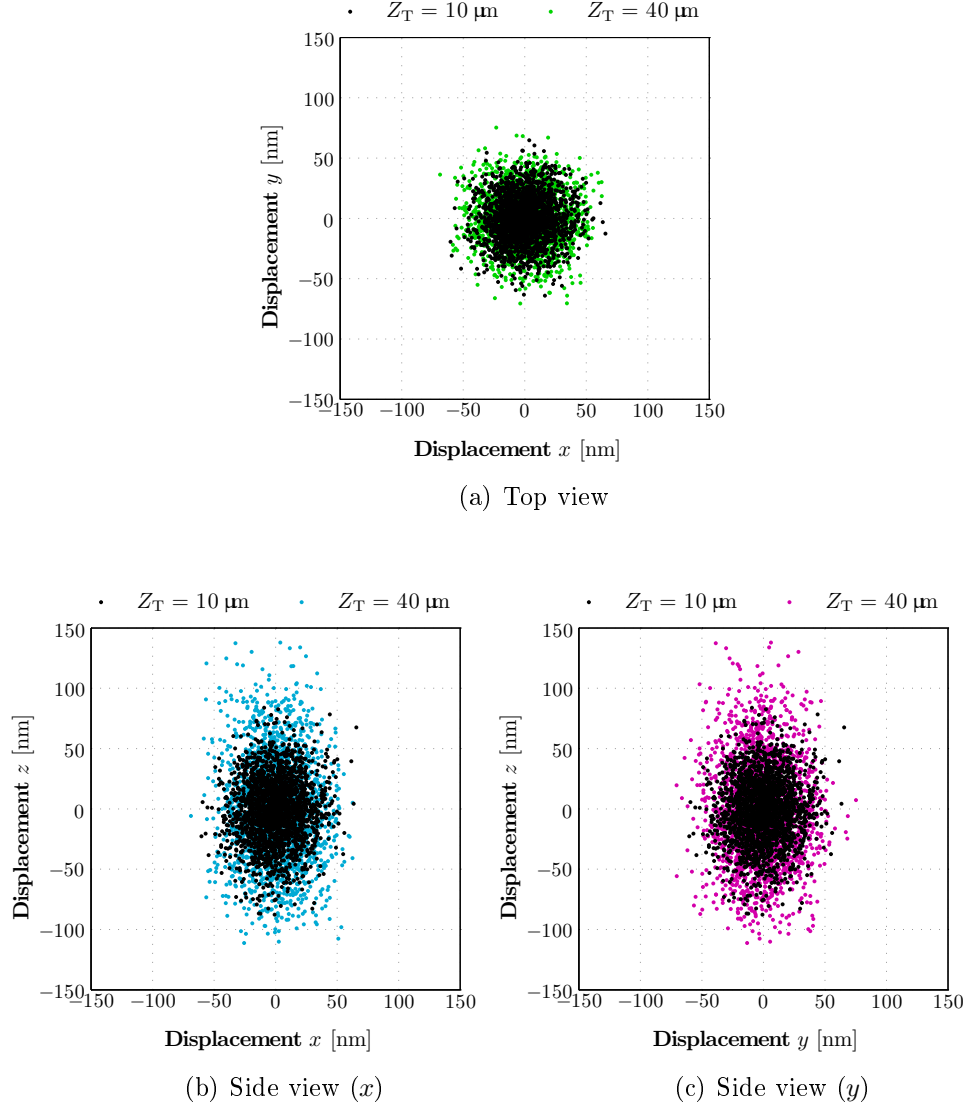 Z_T = 10 µm Z_T = 40 µm
150
100
50
0
−50
−100
−150
Displacement y [nm]
−150 −100 −50 0 50 100 150
Displacement x [nm]
(a) Top view
Z_T = 10 µm Z_T = 40 µm
150
100
50
0
−50
−100
−150
Displacement z [nm]
−150 −100 −50 0 50 100 150
Displacement x [nm]
(b) Side view (x)
Z_T = 10 µm Z_T = 40 µm
150
100
50
0
−50
−100
−150
Displacement z [nm]
−150 −100 −50 0 50 100 150
Displacement y [nm]
(c) Side view (y)